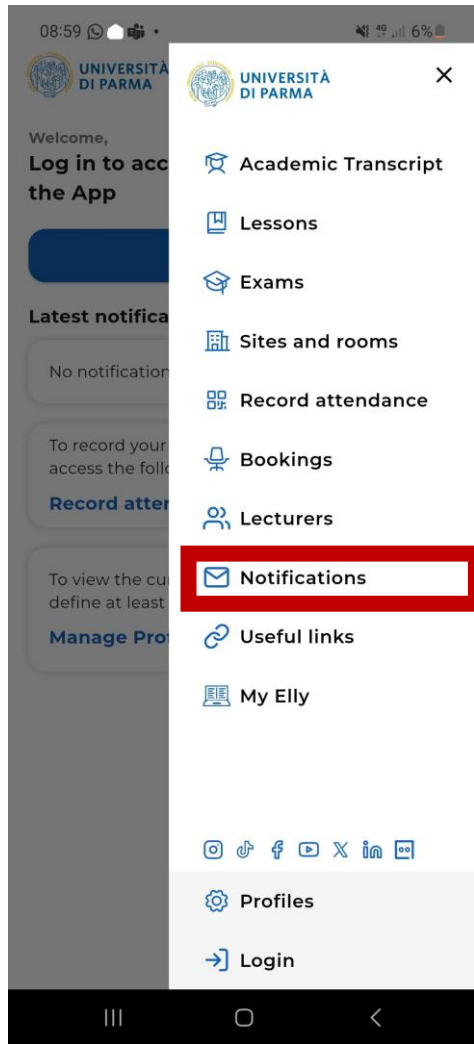 08:59
4G
6%
UNIVERSITÀ
DI PARMA
UNIVERSITÀ
DI PARMA
Welcome,
Log in to acc
the App
Latest notifica
No notification
To record your
access the follo
Record atten
To view the cu
define at least
Manage Pro
Academic Transcript
Lessons
Exams
Sites and rooms
Record attendance
Bookings
Lecturers
Notifications
Useful links
My Elly
Profiles
Login